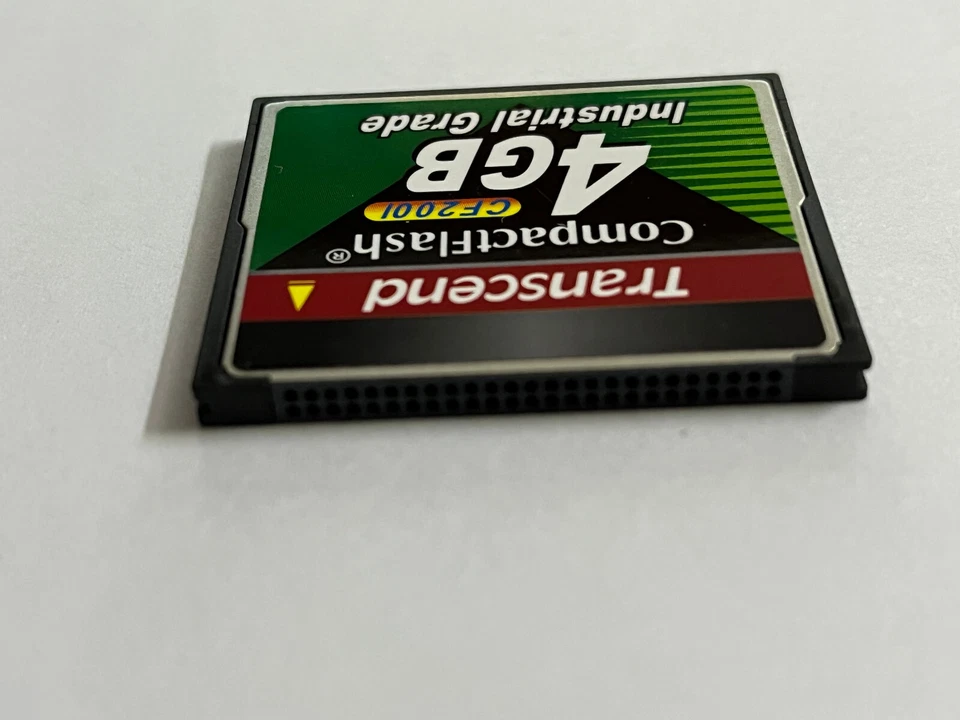 Transcend
CompactFlash®
CF200I
4GB
Industrial Grade